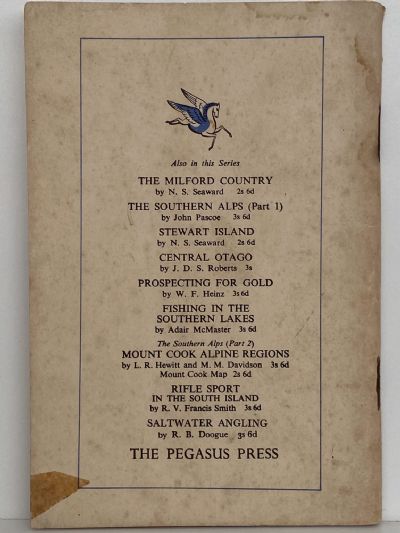 Also in this Series
THE MILFORD COUNTRY
by N. S. Seaward 2s 6d
THE SOUTHERN ALPS (Part 1)
by John Pascoe 3s 6d
STEWART ISLAND
by N. S. Seaward 2s 6d
CENTRAL OTAGO
by J. D. S. Roberts 3s
PROSPECTING FOR GOLD
by W. F. Heinz 3s 6d
FISHING IN THE
SOUTHERN LAKES
by Adair McMaster 3s 6d
The Southern Alps (Part 2)
MOUNT COOK ALPINE REGIONS
by L. R. Hewitt and M. M. Davidson 3s 6d
Mount Cook Map 2s 6d
RIFLE SPORT
IN THE SOUTH ISLAND
by R. V. Francis Smith 3s 6d
SALTWATER ANGLING
by R. B. Doogue 3s 6d
THE PEGASUS PRESS